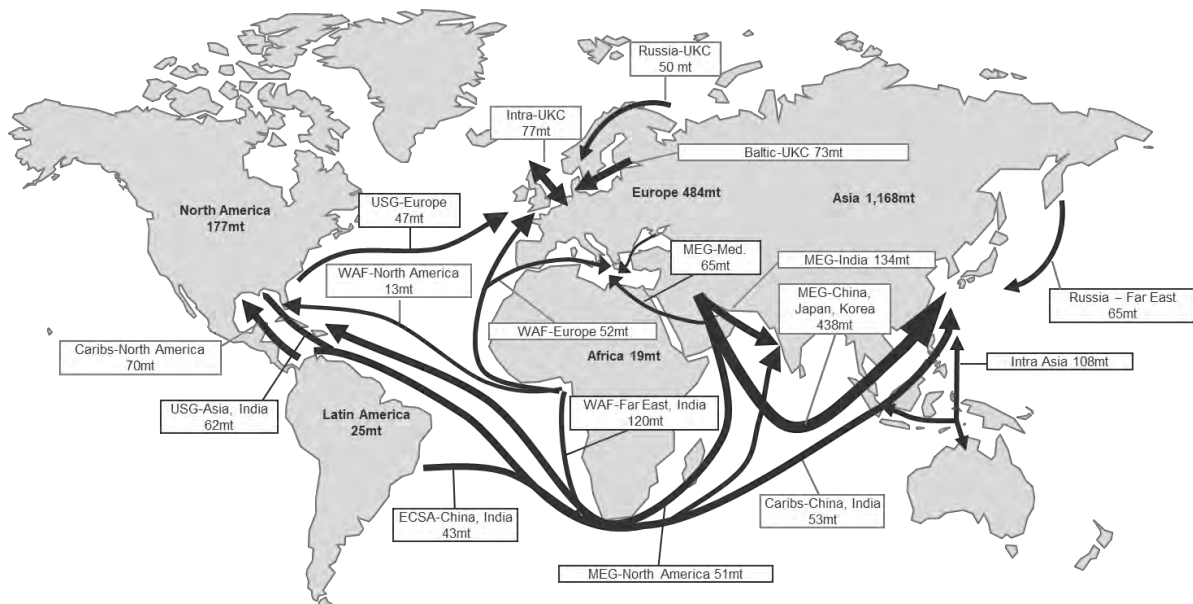 Russia-UKC
50 mt
Intra-UKC
77mt
Baltic-UKC 73mt
Europe 484mt
Asia 1,168mt
North America
177mt
USG-Europe
47mt
WAF-North America
13mt
MEG-Med.
65mt
MEG-India 134mt
MEG-China,
Japan, Korea
438mt
Russia – Far East
65mt
WAF-Europe 52mt
Africa 19mt
Caribs-North America
70mt
Intra Asia 108mt
USG-Asia, India
62mt
Latin America
25mt
WAF-Far East, India
120mt
ECSA-China, India
43mt
Caribs-China, India
53mt
MEG-North America 51mt